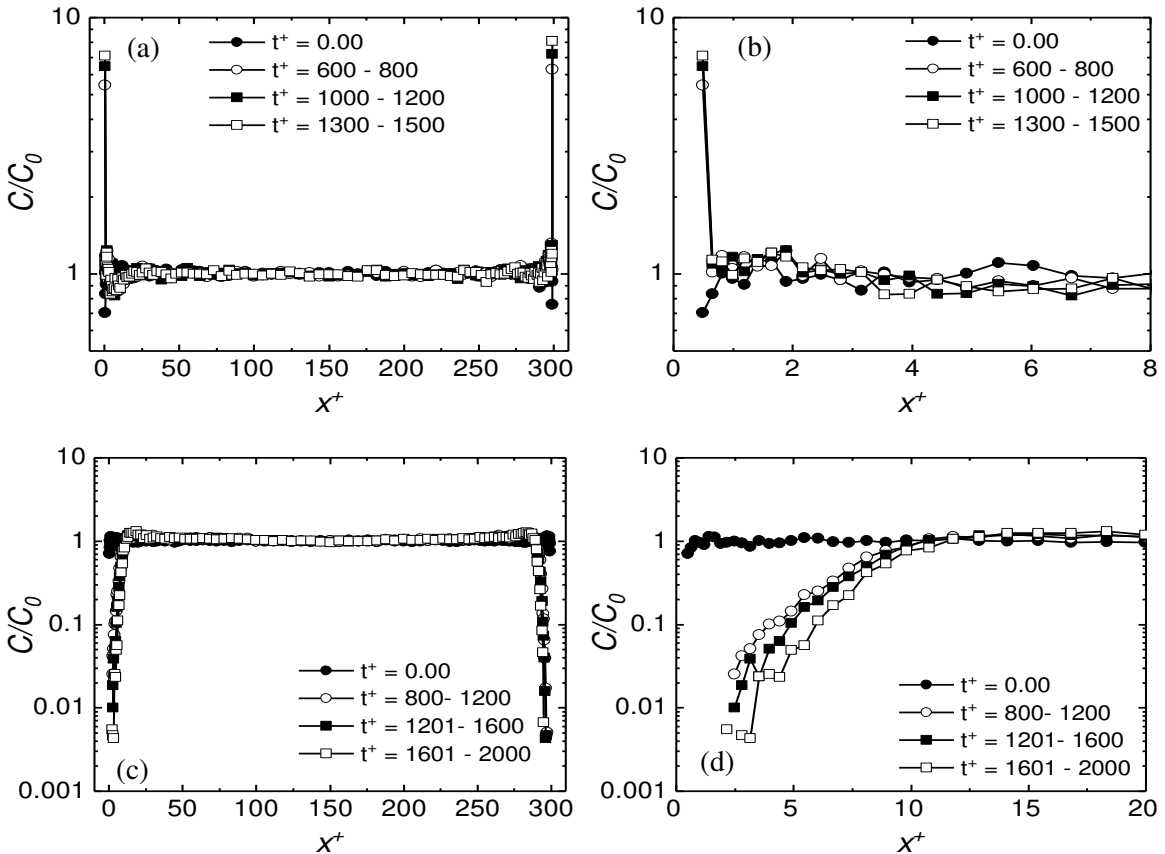 10
(a)
t+ = 0.00
t+ = 600 - 800
t+ = 1000 - 1200
t+ = 1300 - 1500
C/C0
1
0 50 100 150 200 250 300
x+
10
(b)
t+ = 0.00
t+ = 600 - 800
t+ = 1000 - 1200
t+ = 1300 - 1500
C/C0
1
0 2 4 6 8
x+
10
1
0.1
0.01
0.001
C/C0
t+ = 0.00
t+ = 800- 1200
t+ = 1201- 1600
t+ = 1601 - 2000
(c)
0 50 100 150 200 250 300
x+
10
1
0.1
0.01
0.001
C/C0
t+ = 0.00
t+ = 800- 1200
t+ = 1201- 1600
t+ = 1601 - 2000
(d)
0 5 10 15 20
x+